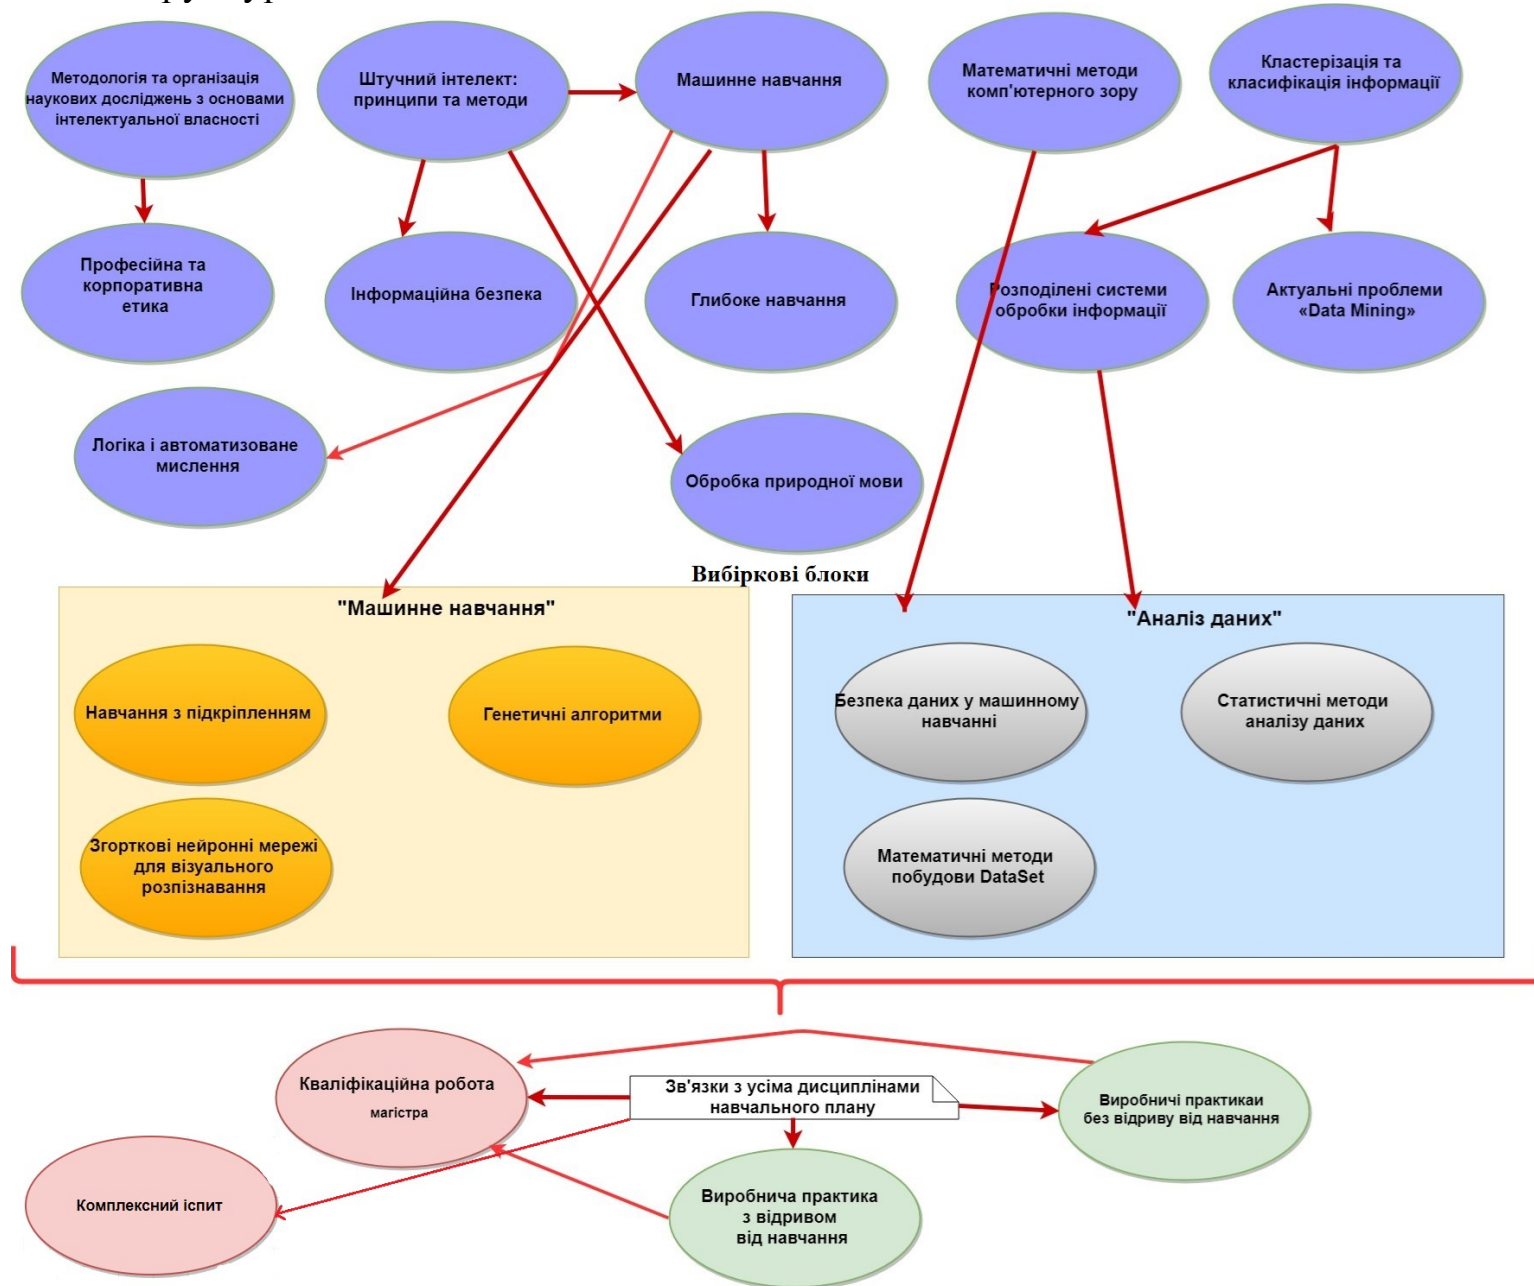 Методологія та організація
наукових досліджень з основами
інтелектуальної власності
Штучний інтелект:
принципи та методи
Машинне навчання
Математичні методи
комп'ютерного зору
Кластерізація та
класифікація інформації
Професійна та
корпоративна
етика
Інформаційна безпека
Глибоке навчання
Розподілені системи
обробки інформації
Актуальні проблеми
«Data Mining»
Логіка і автоматизоване
мислення
Обробка природної мови
Вибіркові блоки
"Машинне навчання"
"Аналіз даних"
Навчання з підкріпленням
Генетичні алгоритми
Безпека даних у машинному
навчанні
Статистичні методи
аналізу даних
Згорткові нейронні мережі
для візуального
розпізнавання
Математичні методи
побудови DataSet
Кваліфікаційна робота
магістра
Зв'язки з усіма дисциплінами
навчального плану
Виробничі практикаи
без відриву від навчання
Комплексний іспит
Виробнича практика
з відривом
від навчання